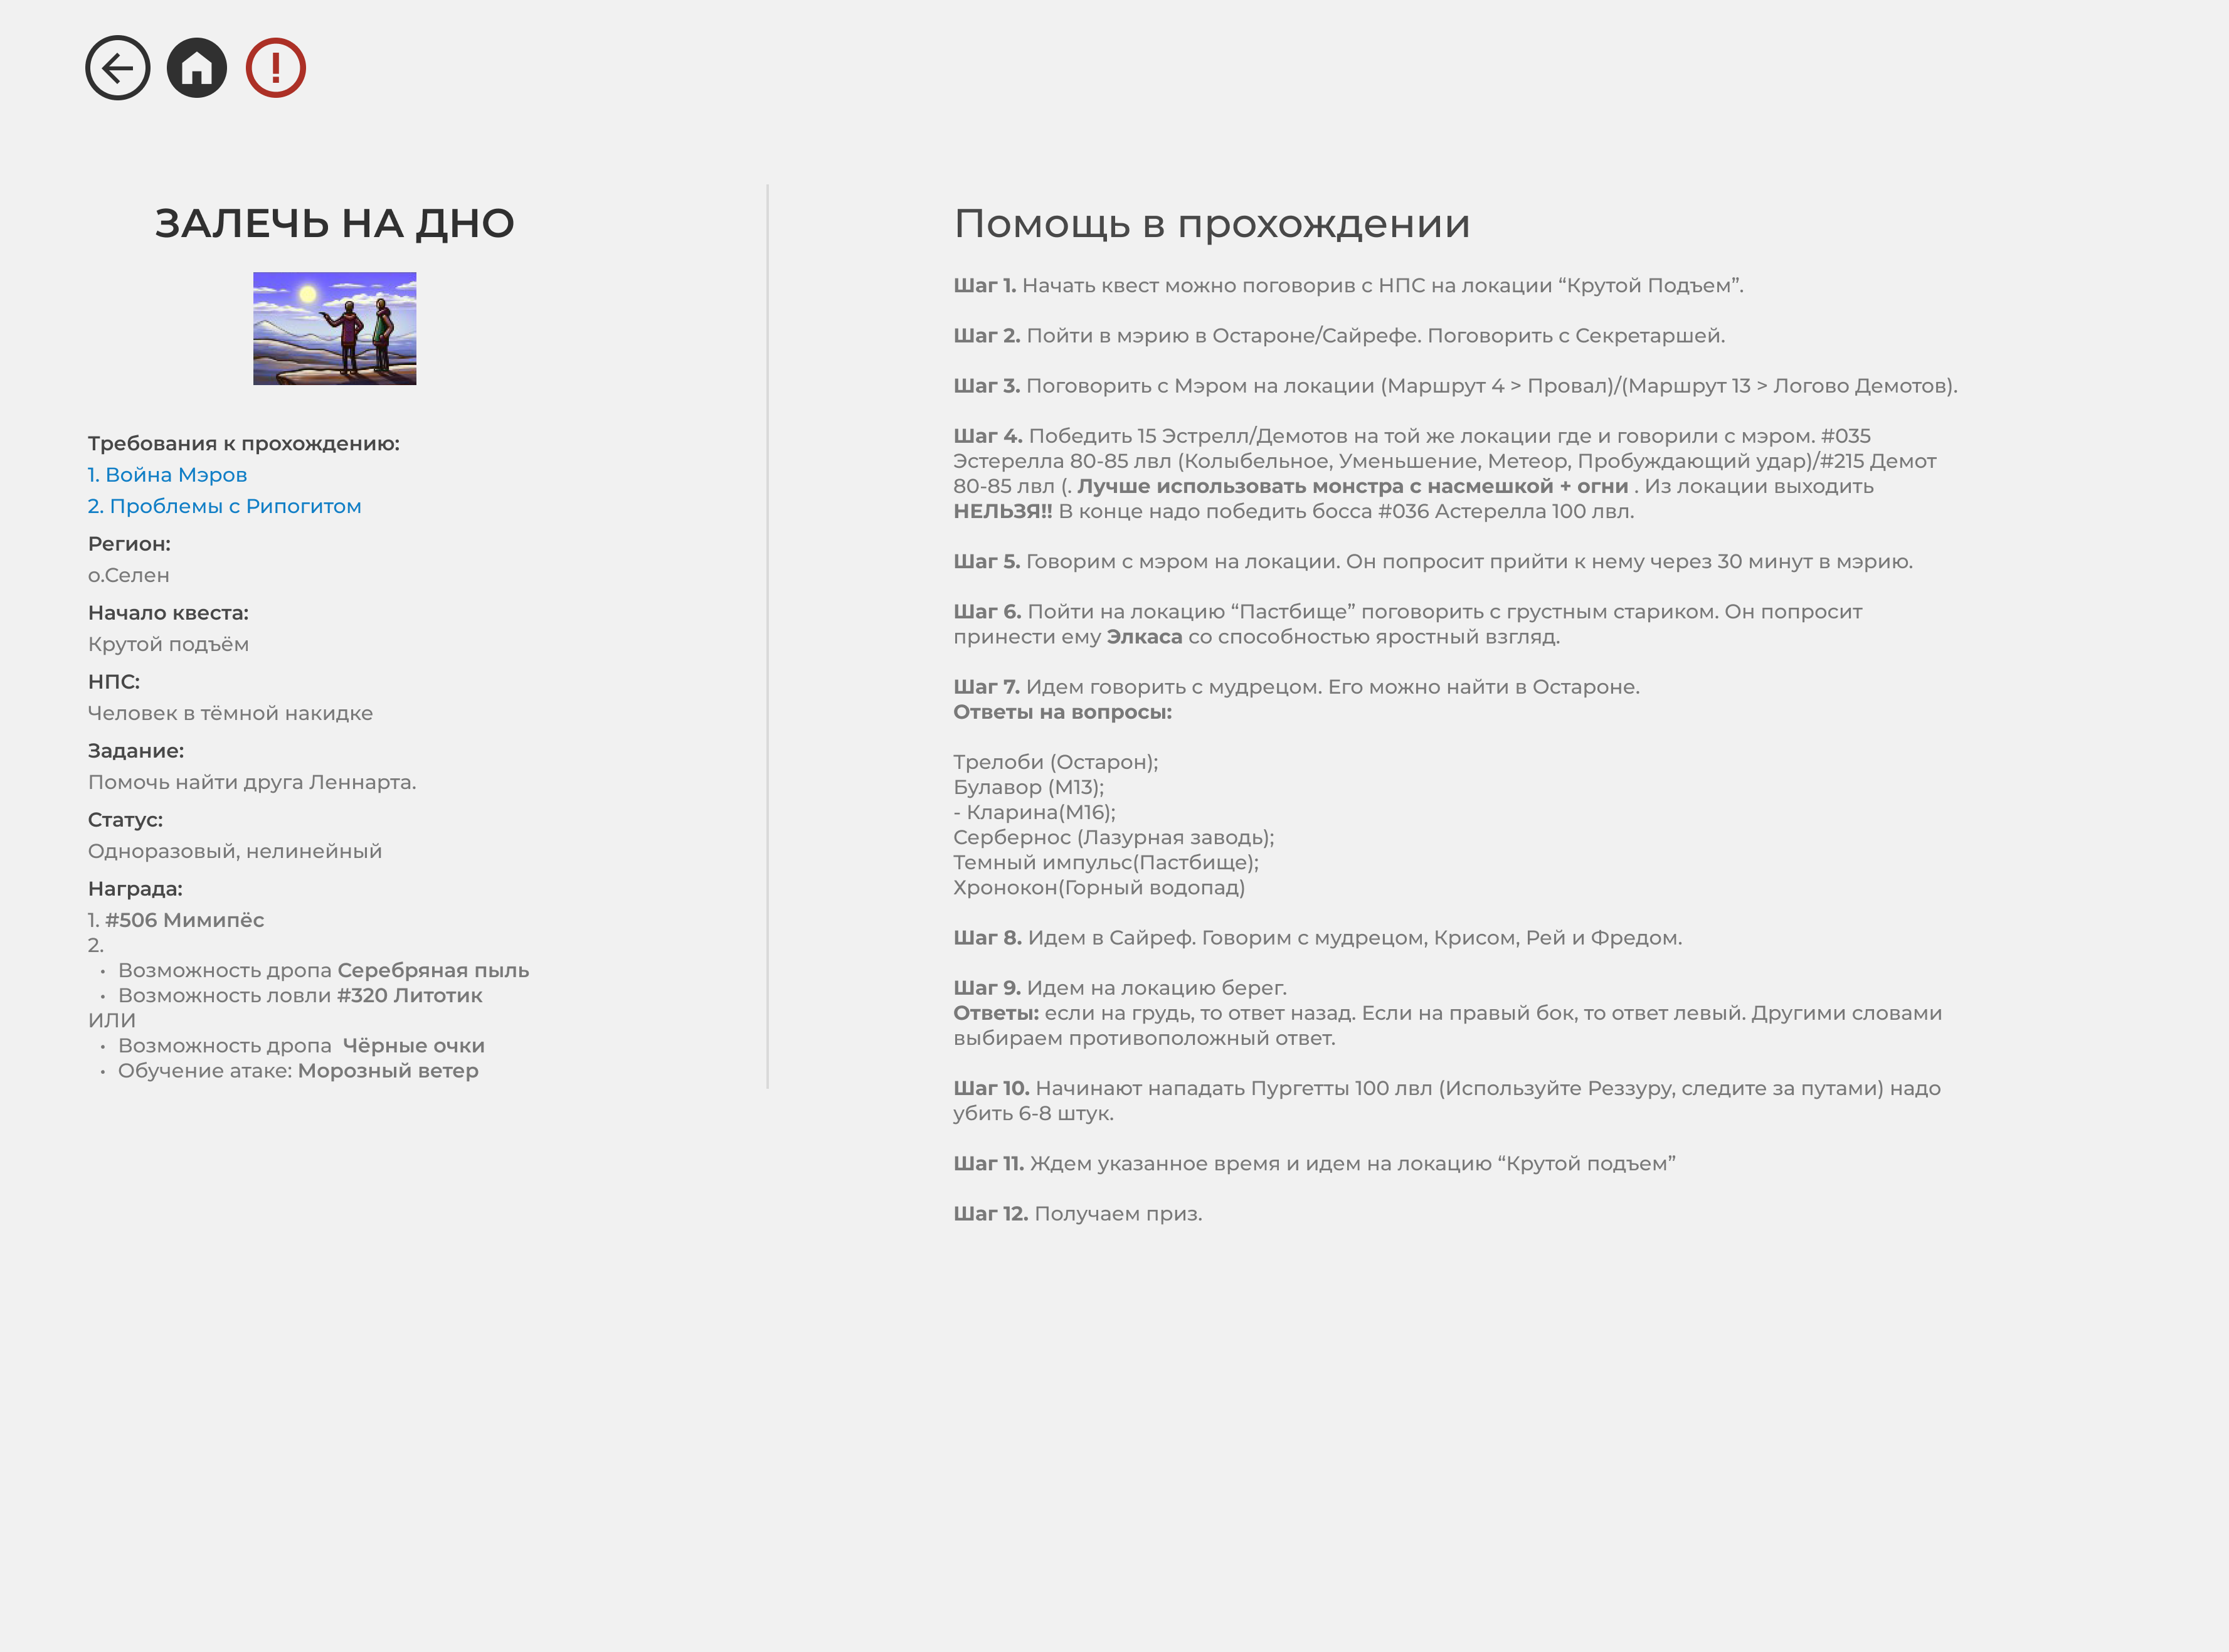 ЗАЛЕЧЬ НА ДНО
Требования к прохождению:
1. Война Мэров
2. Проблемы с Рипогитом
Регион:
о.Селен
Начало квеста:
Крутой подъём
НПС:
Человек в тёмной накидке
Задание:
Помочь найти друга Леннарта.
Статус:
Одноразовый, нелинейный
Награда:
1. #506 Мимипёс
2.
• Возможность дропа Серебряная пыль
• Возможность ловли #320 Литотик
ИЛИ
• Возможность дропа  Чёрные очки
• Обучение атаке: Морозный ветер
Помощь в прохождении
Шаг 1. Начать квест можно поговорив с НПС на локации “Крутой Подъем”.
Шаг 2. Пойти в мэрию в Остароне/Сайрефе. Поговорить с Секретаршей.
Шаг 3. Поговорить с Мэром на локации (Маршрут 4 > Провал)/(Маршрут 13 > Логово Демотов).
Шаг 4. Победить 15 Эстрелл/Демотов на той же локации где и говорили с мэром. #035
Эстерелла 80-85 лвл (Колыбельное, Уменьшение, Метеор, Пробуждающий удар)/#215 Демот
80-85 лвл (. Лучше использовать монстра с насмешкой + огни . Из локации выходить
НЕЛЬЗЯ!! В конце надо победить босса #036 Астерелла 100 лвл.
Шаг 5. Говорим с мэром на локации. Он попросит прийти к нему через 30 минут в мэрию.
Шаг 6. Пойти на локацию “Пастбище” поговорить с грустным стариком. Он попросит
принести ему Элкаса со способностью яростный взгляд.
Шаг 7. Идем говорить с мудрецом. Его можно найти в Остароне.
Ответы на вопросы:
Трелоби (Остарон);
Булавор (М13);
- Кларина(М16);
Сербернос (Лазурная заводь);
Темный импульс(Пастбище);
Хронокон(Горный водопад)
Шаг 8. Идем в Сайреф. Говорим с мудрецом, Крисом, Рей и Фредом.
Шаг 9. Идем на локацию берег.
Ответы: если на грудь, то ответ назад. Если на правый бок, то ответ левый. Другими словами
выбираем противоположный ответ.
Шаг 10. Начинают нападать Пургетты 100 лвл (Используйте Реззуру, следите за путами) надо
убить 6-8 штук.
Шаг 11. Ждем указанное время и идем на локацию “Крутой подъем”
Шаг 12. Получаем приз.